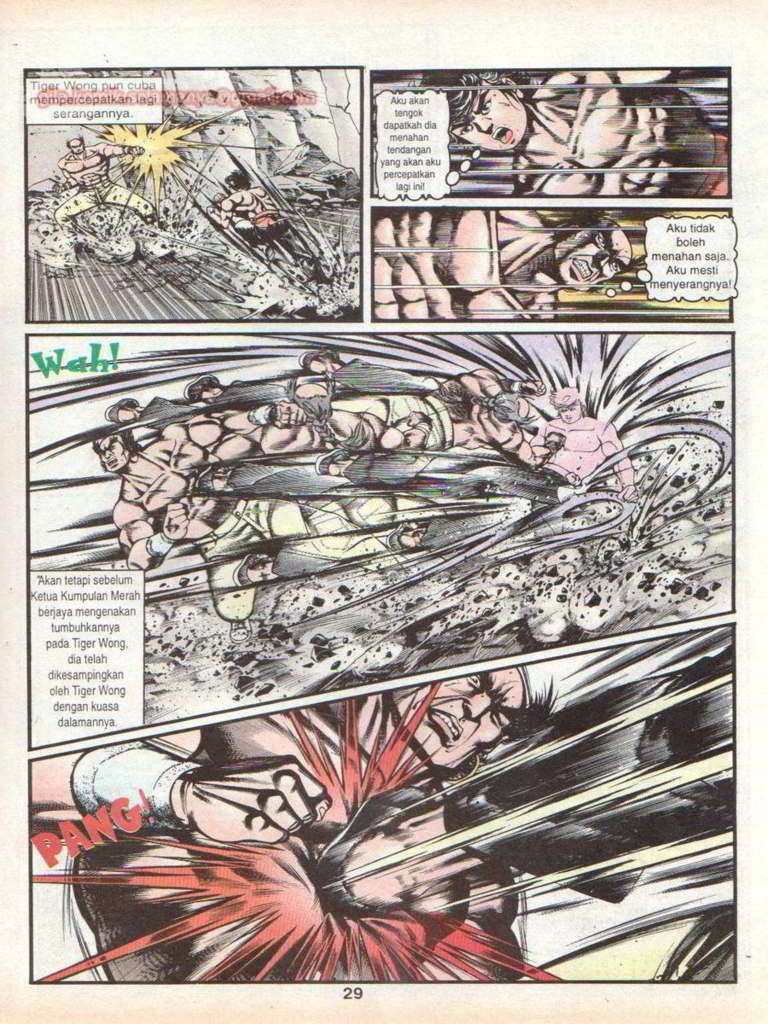 Tiger Wong pun cuba
mempercepatkan lagi
serangannya.
Aku akan
tengok
dapatkah dia
menahan
tendangan
yang akan aku
percepatkan
lagi ini!
Aku tidak
boleh
menahan saja.
Aku mesti
menyerangnya!
Wah!
"Akan tetapi sebelum
Ketua Kumpulan Merah
berjaya mengenakan
tumbuhkannya
pada Tiger Wong,
dia telah
dikesampingkan
oleh Tiger Wong
dengan kuasa
dalamannya.
PANG!
29